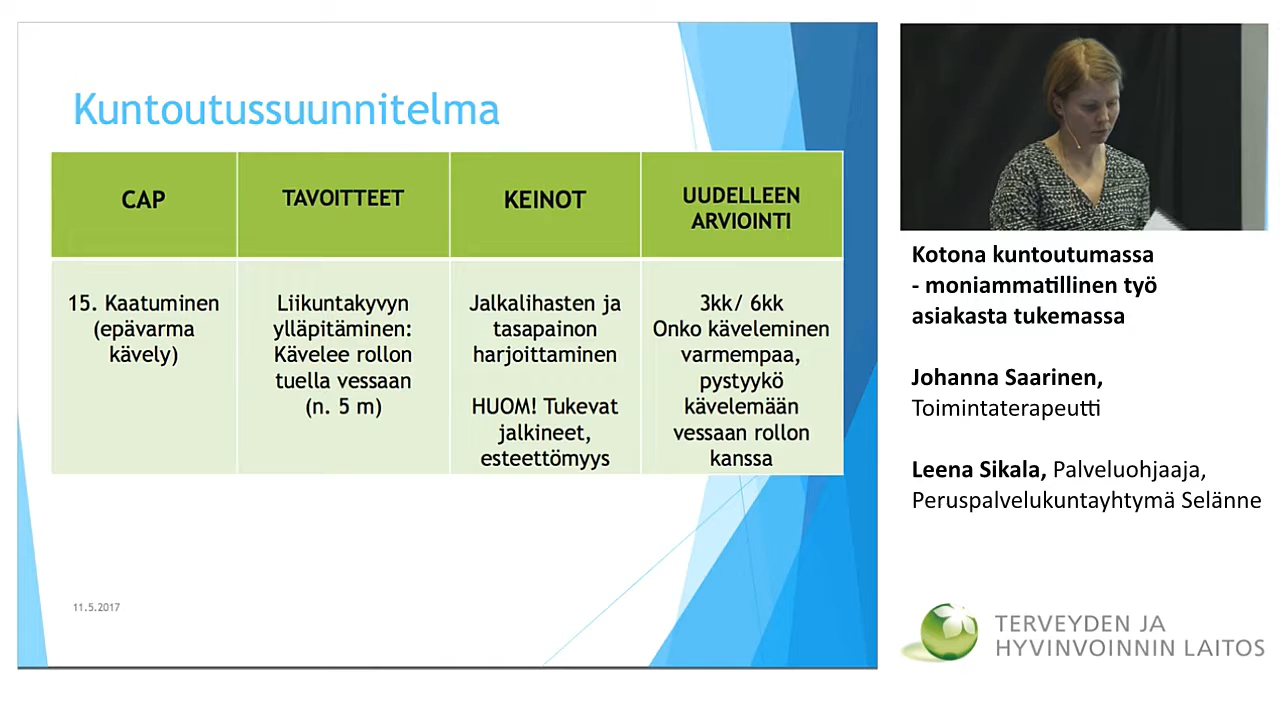 Kuntoutussuunnitelma
CAP
TAVOITTEET
KEINOT
UUDELLEEN
ARVIOINTI
15. Kaatuminen
(epävarma
kävely)
Liikuntakyvyn
ylläpitäminen:
Kävelee rollon
tuella vessaan
(n. 5 m)
Jalkalihasten ja
tasapainon
harjoittaminen
HUOM! Tukevat
jalkineet,
esteettömyys
3kk/ 6kk
Onko käveleminen
varmempaa,
pystyykö
kävelemään
vessaan rollon
kanssa
11.5.2017
Kotona kuntoutumassa
- moniammatillinen työ
asiakasta tukemassa
Johanna Saarinen,
Toimintaterapeutti
Leena Sikala, Palveluohjaaja,
Peruspalvelukuntayhtymä Selänne
TERVEYDEN JA
HYVINVOINNIN LAITOS